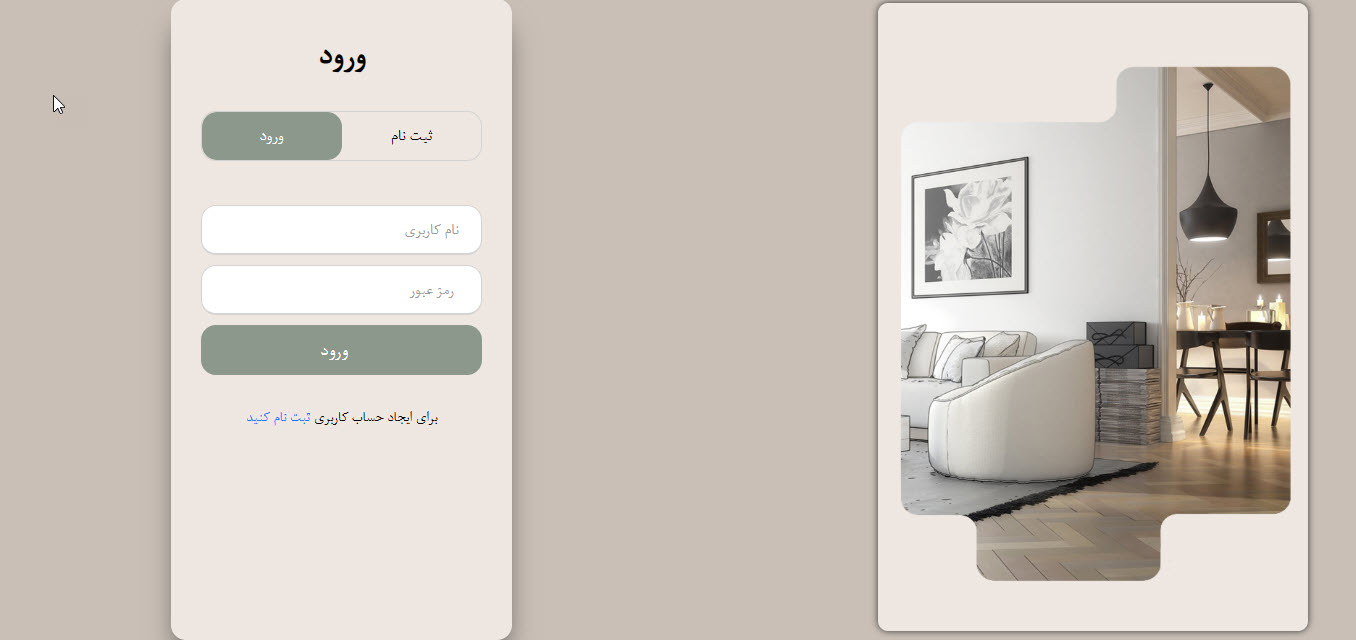 ورود
ثبت نام
ورود
نام کاربری
رمز عبور
ورود
برای ایجاد حساب کاربری ثبت نام کنید